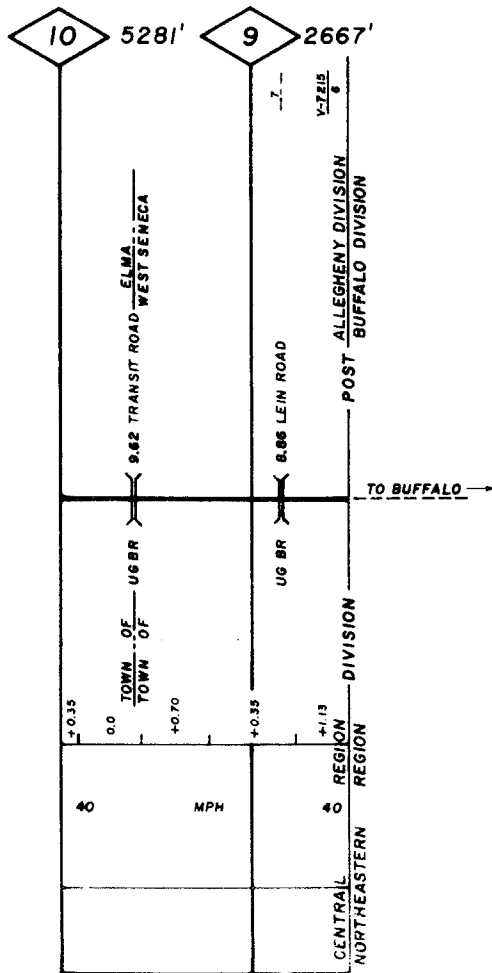 10 5281' 9 2667'
7
V-7215
6
ALLEGHENY DIVISION
BUFFALO DIVISION
POST
9.62 TRANSIT ROAD
ELMA
WEST SENECA
8.86 LEIN ROAD
TO BUFFALO
UG BR
UG BR
TOWN OF
TOWN OF
DIVISION
+0.35
0.0
+0.70
+0.35
+1.13
40 MPH 40
CENTRAL REGION
NORTHEASTERN REGION